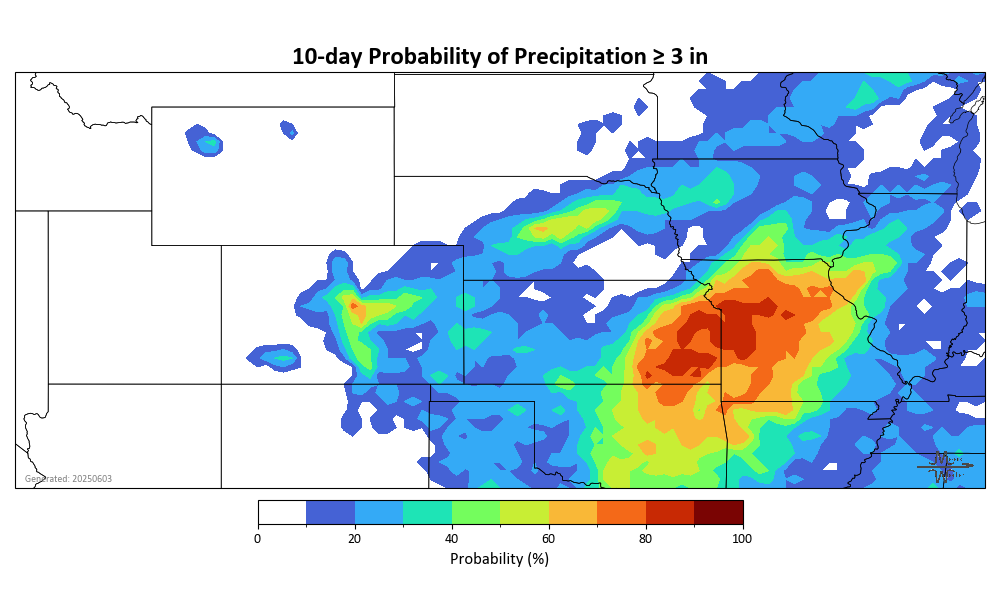 10-day Probability of Precipitation ≥ 3 in
Generated: 20250603
0 20 40 60 80 100
Probability (%)